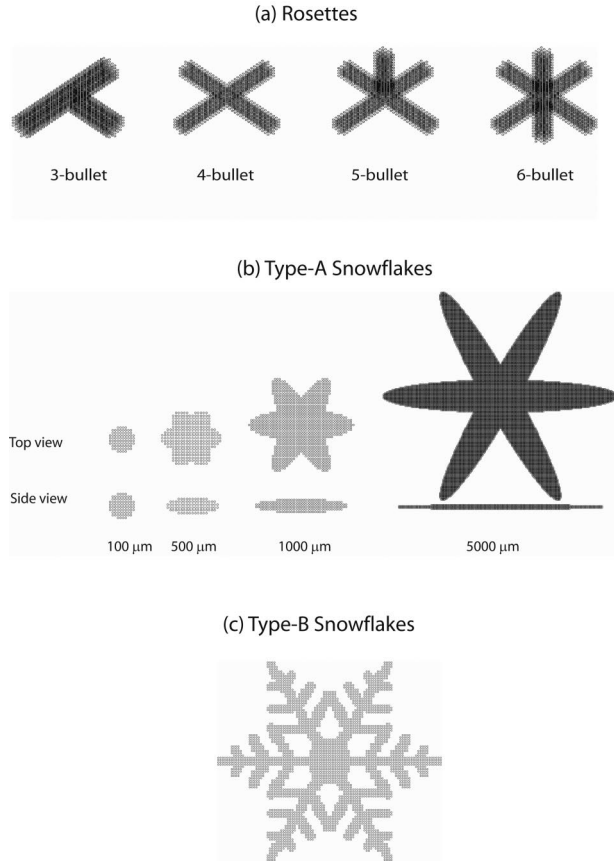 (a) Rosettes
3-bullet 4-bullet 5-bullet 6-bullet
(b) Type-A Snowflakes
Top view
Side view
100 μm 500 μm 1000 μm 5000 μm
(c) Type-B Snowflakes